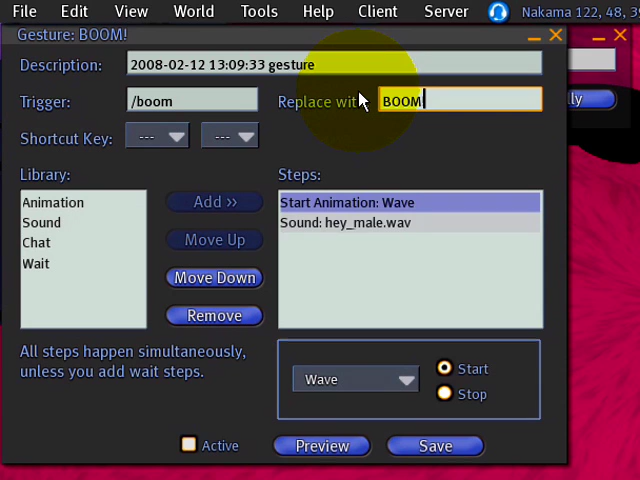 File Edit View World Tools Help Client Server Nakama 122, 48, 39
Gesture: BOOM!
Description: 2008-02-12 13:09:33 gesture
Trigger: /boom Replace with BOOM! lly
Shortcut Key: --- ---
Library: Steps:
Animation Add >> Start Animation: Wave
Sound Sound: hey_male.wav
Chat Move Up
Wait
Move Down
Remove
All steps happen simultaneously,
unless you add wait steps.
Wave Start
Stop
Active Preview Save